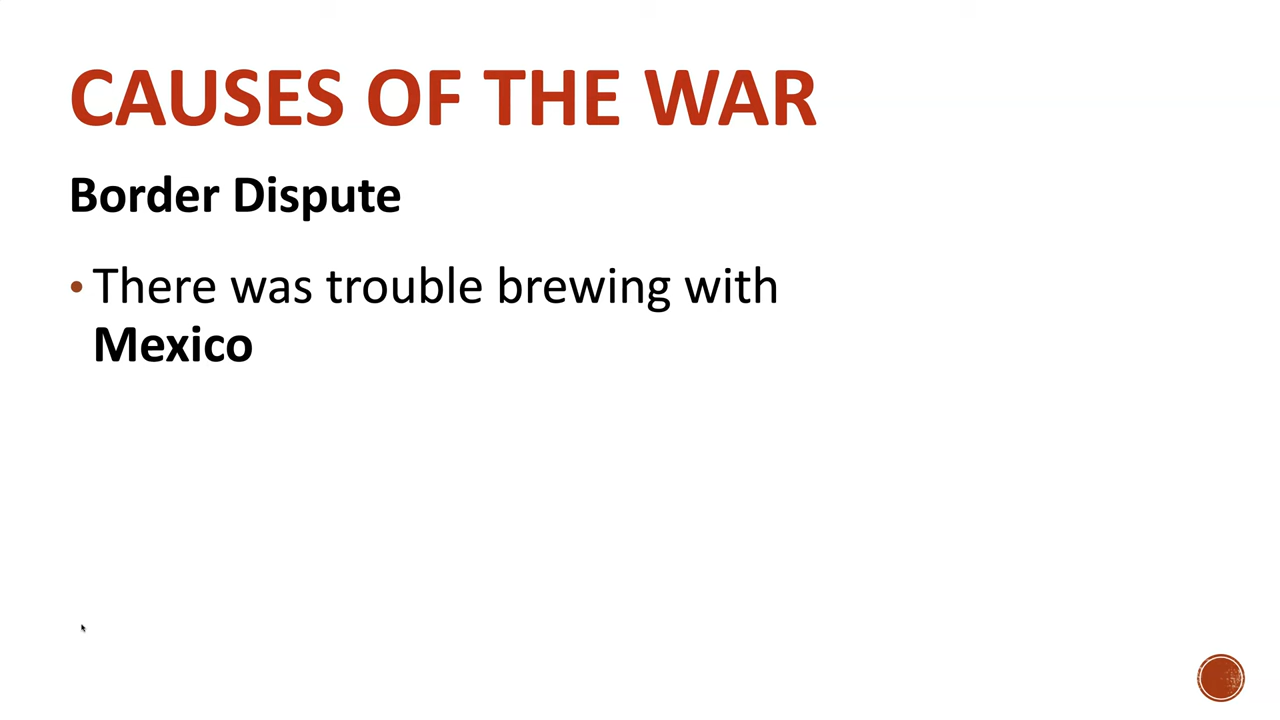 CAUSES OF THE WAR
Border Dispute
• There was trouble brewing with
Mexico